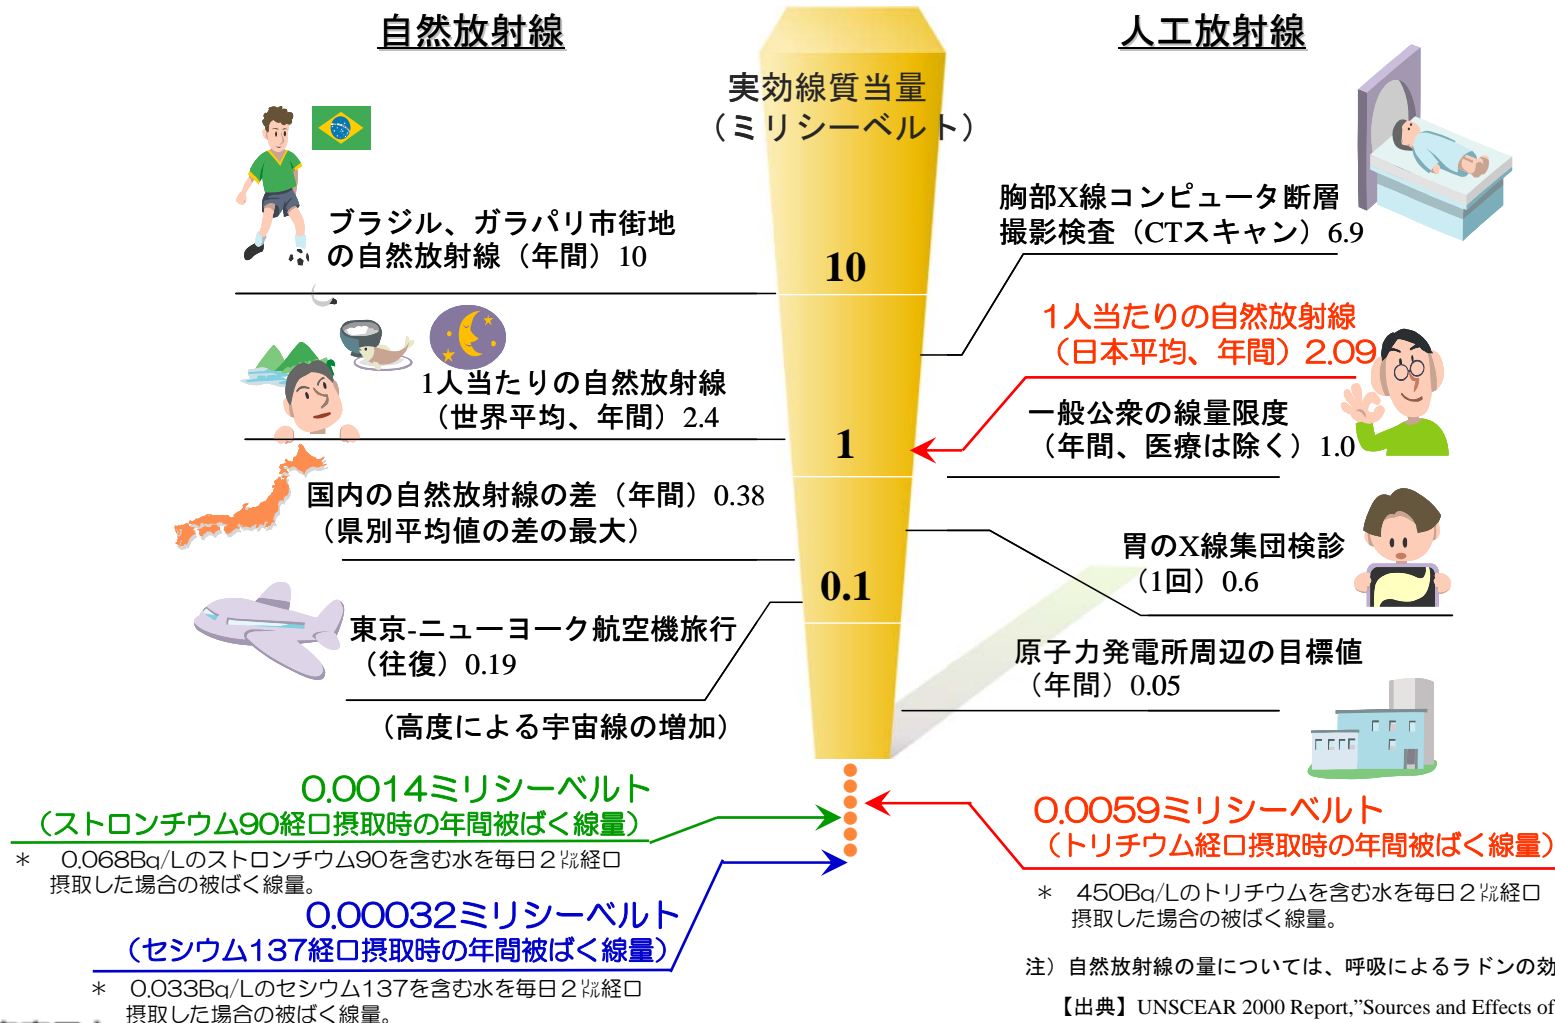 自然放射線
人工放射線
実効線質当量
（ミリシーベルト）
10
1
0.1
ブラジル、ガラパリ市街地
の自然放射線（年間）10
1人当たりの自然放射線
（世界平均、年間）2.4
国内の自然放射線の差（年間）0.38
（県別平均値の差の最大）
東京-ニューヨーク航空機旅行
（往復）0.19
（高度による宇宙線の増加）
胸部X線コンピュータ断層
撮影検査（CTスキャン）6.9
1人当たりの自然放射線
（日本平均、年間）2.09
一般公衆の線量限度
（年間、医療は除く）1.0
胃のX線集団検診
（1回）0.6
原子力発電所周辺の目標値
（年間）0.05
0.0014ミリシーベルト
（ストロンチウム90経口摂取時の年間被ばく線量）
＊　0.068Bq/Lのストロンチウム90を含む水を毎日2㍑経口
摂取した場合の被ばく線量。
0.00032ミリシーベルト
（セシウム137経口摂取時の年間被ばく線量）
＊　0.033Bq/Lのセシウム137を含む水を毎日2㍑経口
摂取した場合の被ばく線量。
0.0059ミリシーベルト
（トリチウム経口摂取時の年間被ばく線量）
＊　450Bq/Lのトリチウムを含む水を毎日2㍑経口
摂取した場合の被ばく線量。
注）自然放射線の量については、呼吸によるラドンの効
【出典】UNSCEAR 2000 Report,”Sources and Effects of